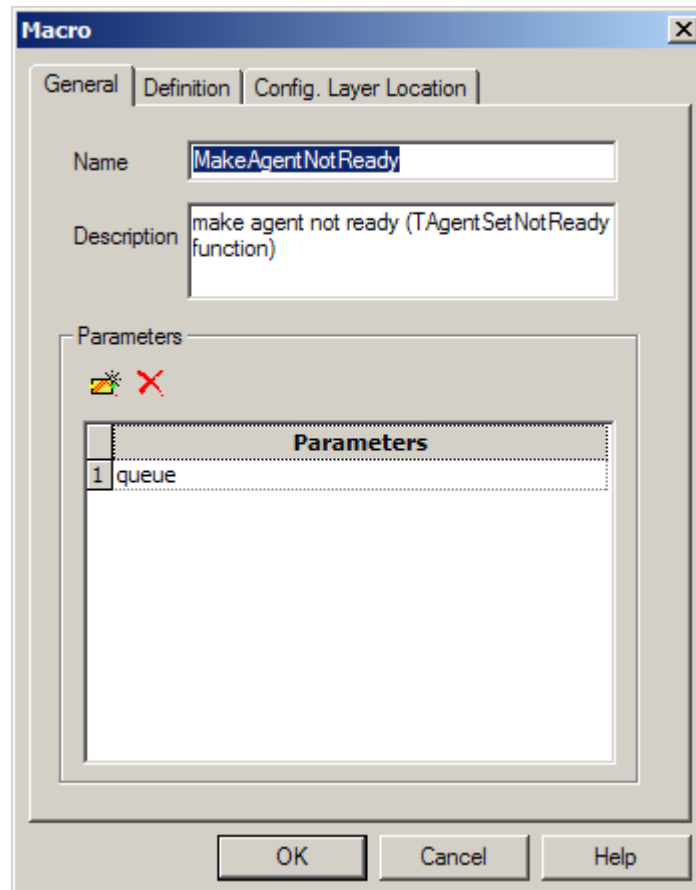 Macro
General
Definition
Config. Layer Location
Name
MakeAgentNotReady
Description
make agent not ready (TAgentSetNotReady
function)
Parameters
Parameters
1 queue
OK
Cancel
Help